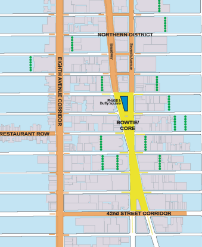 NORTHERN DISTRICT
EIGHTH AVENUE CORRIDOR
BOWTIE/
CORE
RESTAURANT ROW
42ND STREET CORRIDOR